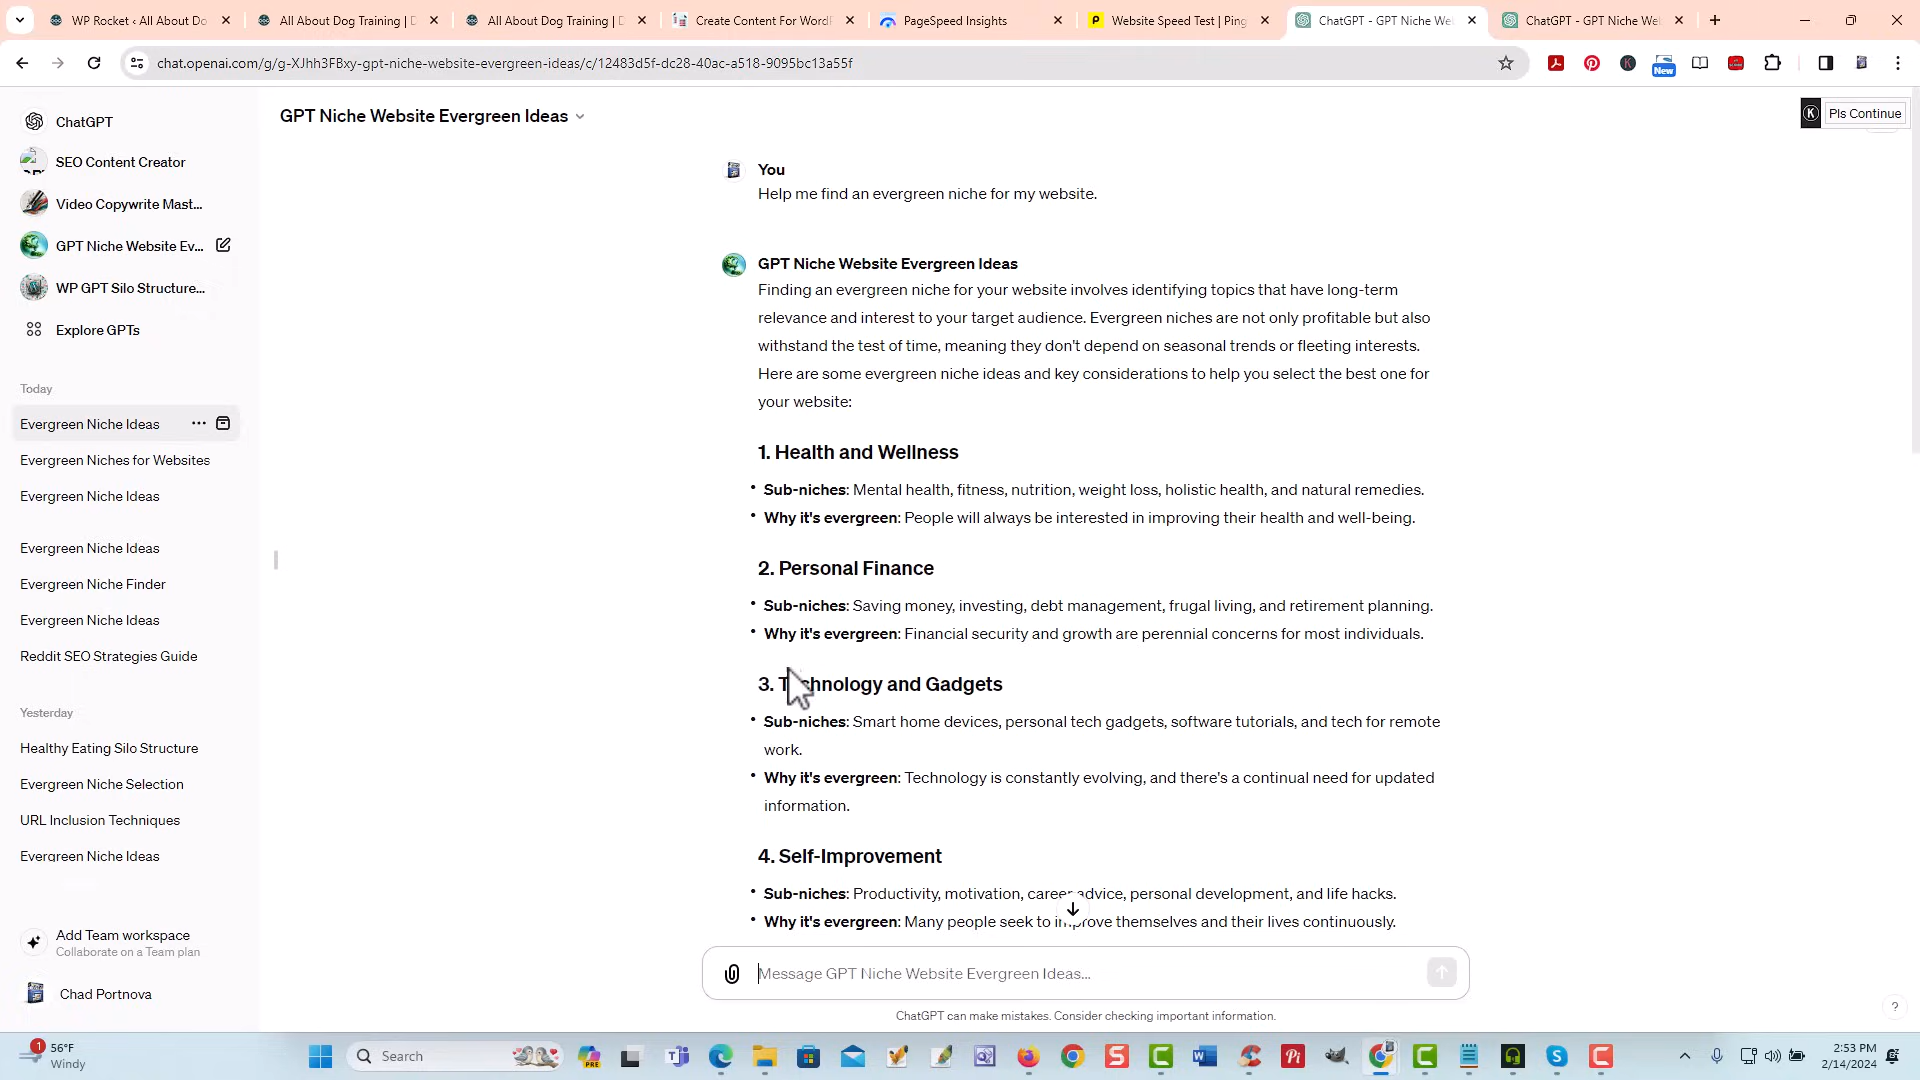 WP Rocket ‹ All About Do
All About Dog Training | D
All About Dog Training | D
Create Content For WordP
PageSpeed Insights
Website Speed Test | Ping
ChatGPT - GPT Niche We
ChatGPT - GPT Niche We
chat.openai.com/g/g-XJhh3FBxy-gpt-niche-website-evergreen-ideas/c/12483d5f-dc28-40ac-a518-9095bc13a55f
New
ChatGPT
SEO Content Creator
Video Copywrite Mast...
GPT Niche Website Ev...
WP GPT Silo Structure...
Explore GPTs
Today
Evergreen Niche Ideas
Evergreen Niches for Websites
Evergreen Niche Ideas
Evergreen Niche Ideas
Evergreen Niche Finder
Evergreen Niche Ideas
Reddit SEO Strategies Guide
Yesterday
Healthy Eating Silo Structure
Evergreen Niche Selection
URL Inclusion Techniques
Evergreen Niche Ideas
Add Team workspace
Collaborate on a Team plan
Chad Portnova
GPT Niche Website Evergreen Ideas
Pls Continue
You
Help me find an evergreen niche for my website.
GPT Niche Website Evergreen Ideas
Finding an evergreen niche for your website involves identifying topics that have long-term
relevance and interest to your target audience. Evergreen niches are not only profitable but also
withstand the test of time, meaning they don't depend on seasonal trends or fleeting interests.
Here are some evergreen niche ideas and key considerations to help you select the best one for
your website:
1. Health and Wellness
• Sub-niches: Mental health, fitness, nutrition, weight loss, holistic health, and natural remedies.
• Why it's evergreen: People will always be interested in improving their health and well-being.
2. Personal Finance
• Sub-niches: Saving money, investing, debt management, frugal living, and retirement planning.
• Why it's evergreen: Financial security and growth are perennial concerns for most individuals.
3. Technology and Gadgets
• Sub-niches: Smart home devices, personal tech gadgets, software tutorials, and tech for remote
work.
• Why it's evergreen: Technology is constantly evolving, and there's a continual need for updated
information.
4. Self-Improvement
• Sub-niches: Productivity, motivation, career advice, personal development, and life hacks.
• Why it's evergreen: Many people seek to improve themselves and their lives continuously.
Message GPT Niche Website Evergreen Ideas...
ChatGPT can make mistakes. Consider checking important information.
?
1
56°F
Windy
Search
PRE
2:53 PM
2/14/2024